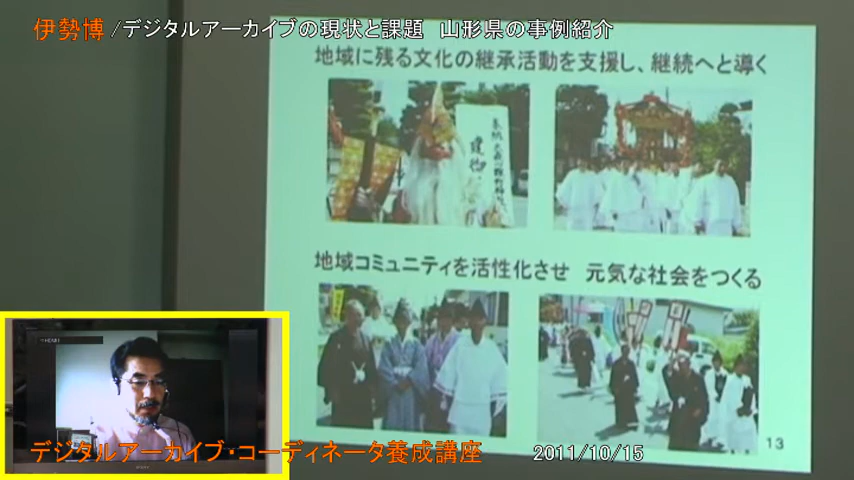 伊勢博/デジタルアーカイブの現状と課題 山形県の事例紹介
地域に残る文化の継承活動を支援し、継続へと導く
地域コミュニティを活性化させ 元気な社会をつくる
13
デジタルアーカイブ・コーディネータ養成講座 2011/10/15